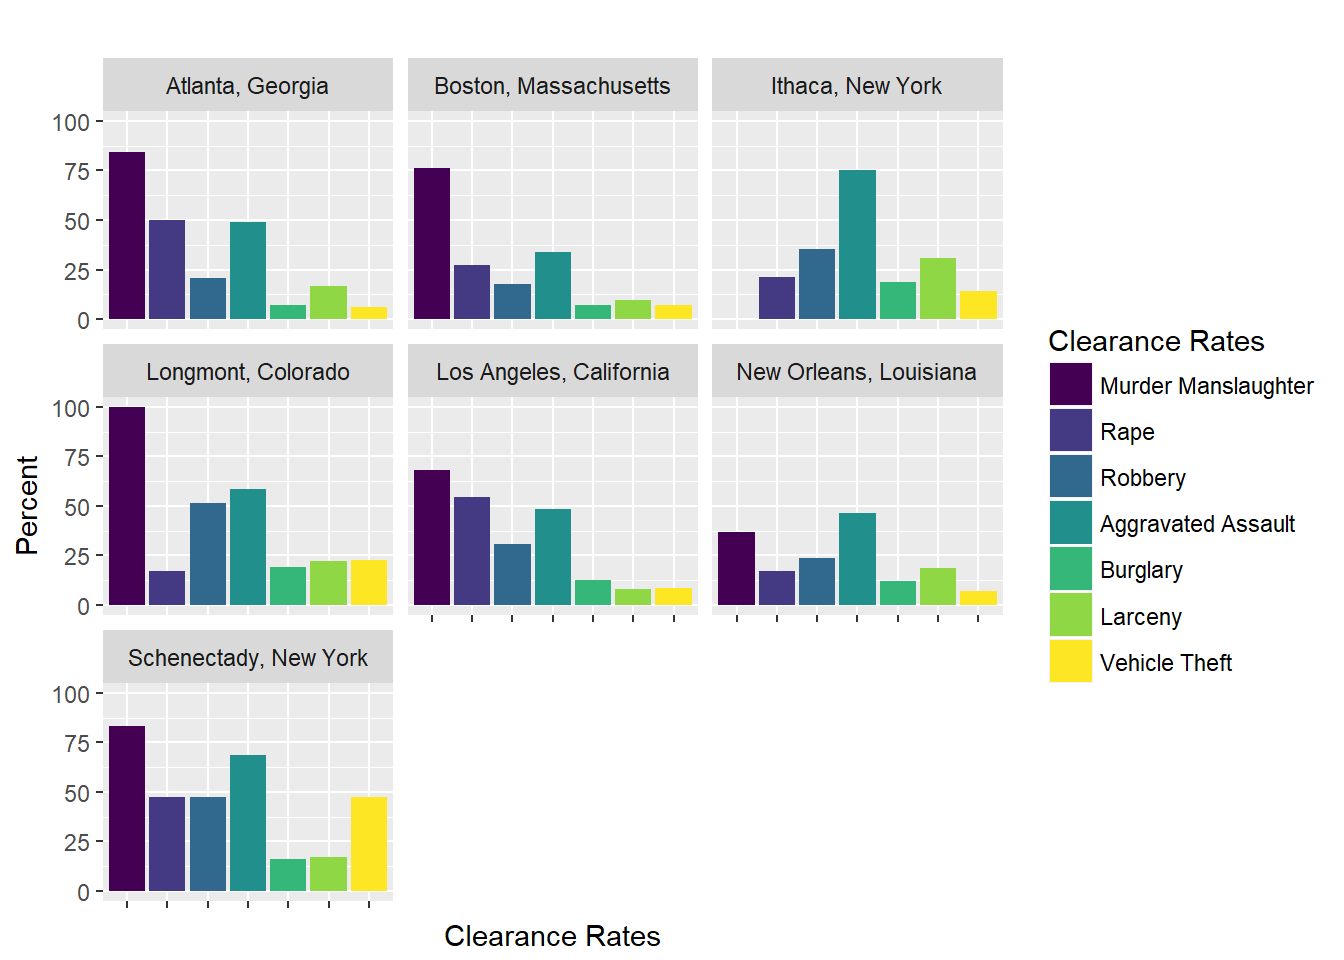 Atlanta, Georgia
Boston, Massachusetts
Ithaca, New York
100
75
50
25
0
Longmont, Colorado
Los Angeles, California
New Orleans, Louisiana
100
75
50
25
0
Schenectady, New York
100
75
50
25
0
Percent
Clearance Rates
Clearance Rates
Murder Manslaughter
Rape
Robbery
Aggravated Assault
Burglary
Larceny
Vehicle Theft